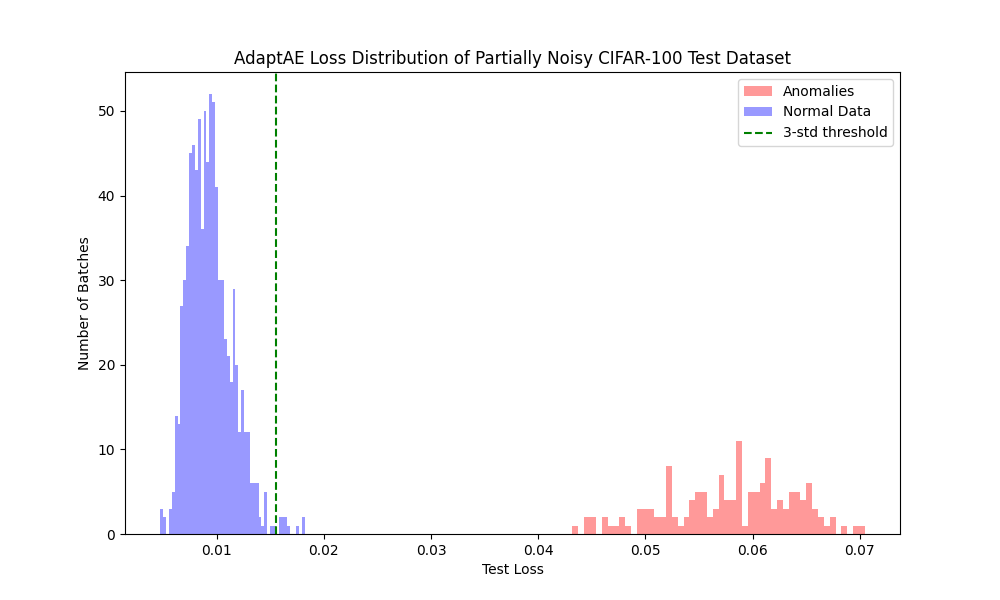 AdaptAE Loss Distribution of Partially Noisy CIFAR-100 Test Dataset
Anomalies
Normal Data
3-std threshold
Number of Batches
50
40
30
20
10
0
0.01 0.02 0.03 0.04 0.05 0.06 0.07
Test Loss